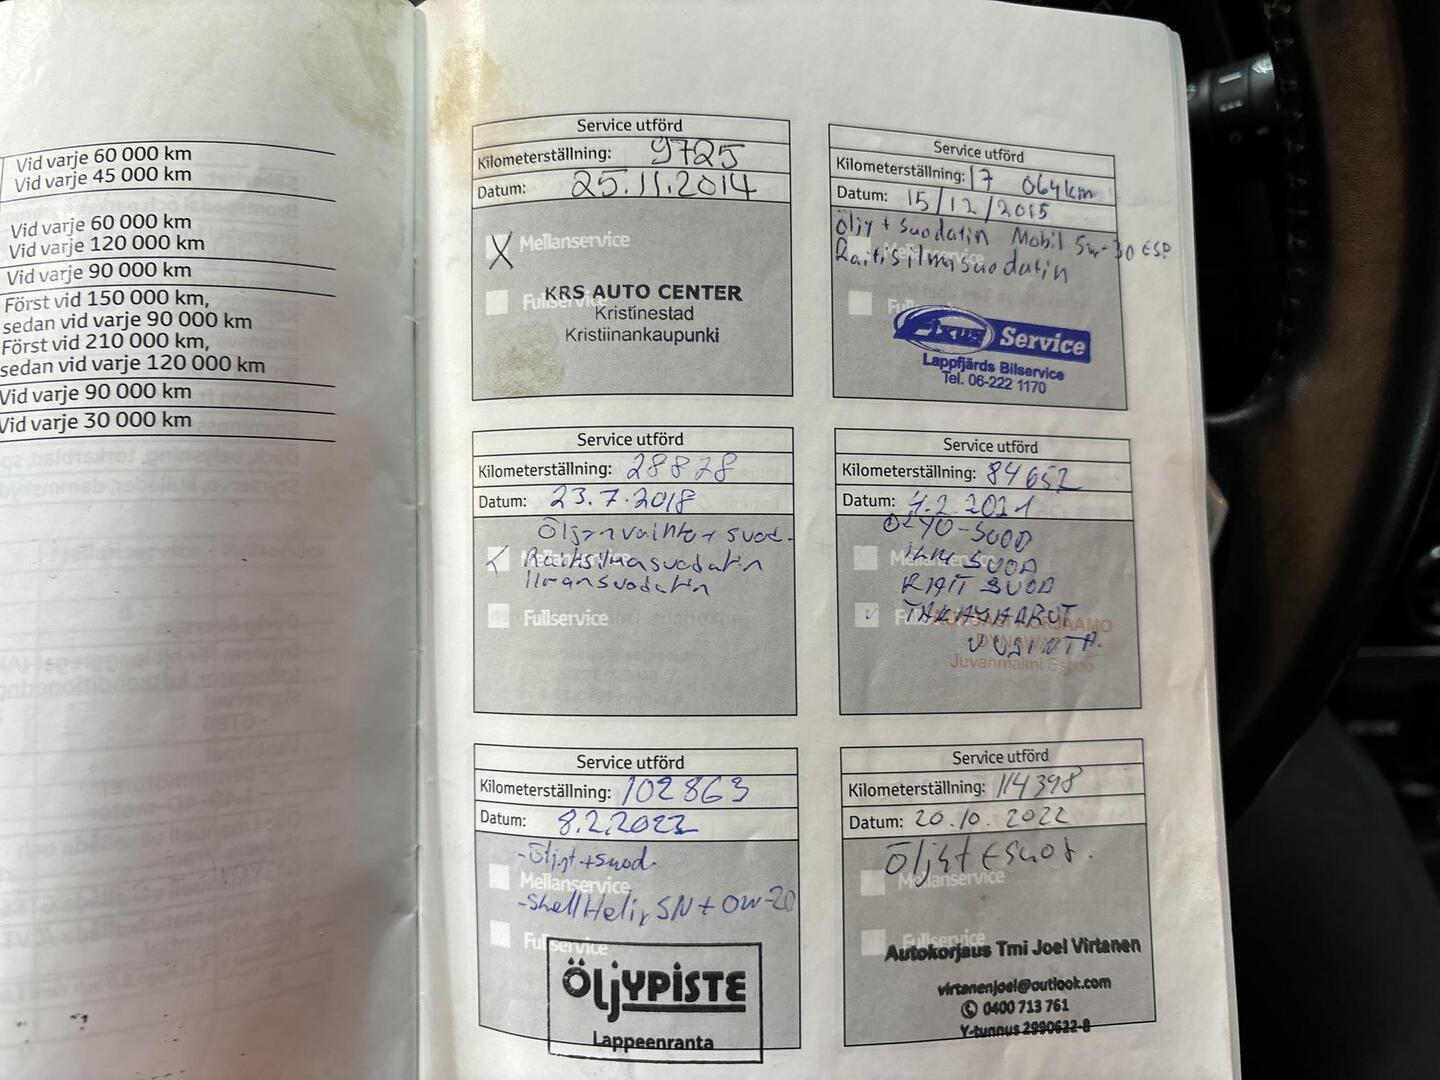 Vid varje 60 000 km
Vid varje 45 000 km
Vid varje 60 000 km
Vid varje 120 000 km
Vid varje 90 000 km
Först vid 150 000 km,
sedan vid varje 90 000 km
Först vid 210 000 km,
sedan vid varje 120 000 km
Vid varje 90 000 km
Vid varje 30 000 km
Service utförd
Kilometerställning: 9725
Datum: 25.11.2014
X Mellanservice
Fullservice
KRS AUTO CENTER
Kristinestad
Kristiinankaupunki
Service utförd
Kilometerställning: 17 064km
Datum: 15/12/2015
Öljy + suodatin Mobil 5w-30 ESP
Raitisilmasuodatin
Service
Lappfjärds Bilservice
Tel. 06-222 1170
Service utförd
Kilometerställning: 28828
Datum: 23.7.2018
Öljynvaihto + suod.
Raitisilmasuodatin
Ilmansuodatin
Fullservice
Service utförd
Kilometerställning: 84652
Datum: 4.2.2021
ILM SUOD
RAIT SUOD
TAKAJARRUT
KORJAAMO
Juvanmalmi Espoo
Service utförd
Kilometerställning: 102863
Datum: 8.2.2022
-Öljyt + suod.
Mellanservice
-Shell Helix SN + 0W-20
Fullservice
ÖLJYPISTE
Lappeenranta
Service utförd
Kilometerställning: 114398
Datum: 20.10.2022
Öljyt + suod.
Mellanservice
Fullservice
Autokorjaus Tmi Joel Virtanen
virtanenjoel@outlook.com
0400 713 761
Y-tunnus 2990622-8